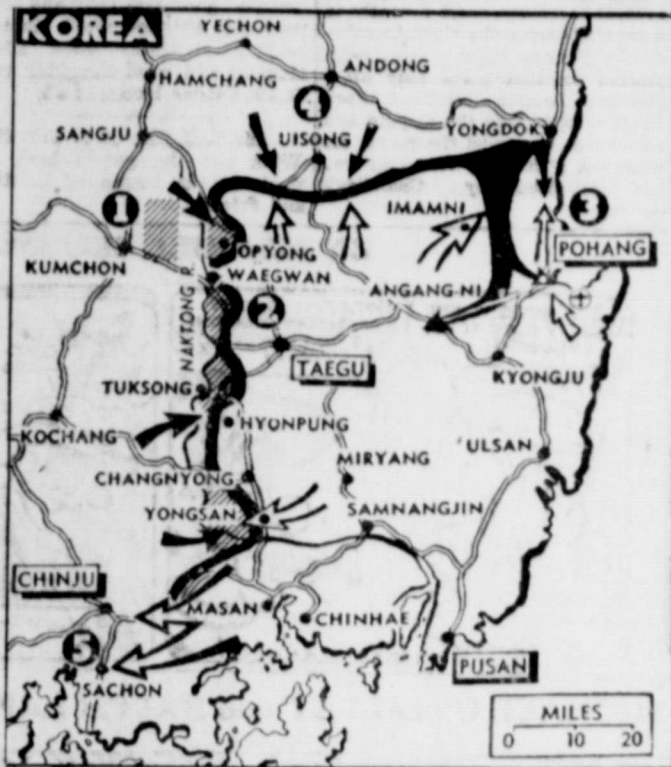 KOREA
YECHON
HAMCHANG
ANDONG
4
SANGJU
UISONG
YONGDOK
1
3
IMAMNI
OPYONG
POHANG
KUMCHON
WAEGWAN
ANGANG-NI
NAKTONG R.
2
TAEGU
KYONGJU
TUKSONG
HYONPUNG
KOCHANG
MIRYANG
ULSAN
CHANGNYONG
YONGSAN
SAMNANGJIN
CHINJU
MASAN
CHINHAE
5
PUSAN
SACHON
MILES
0 10 20